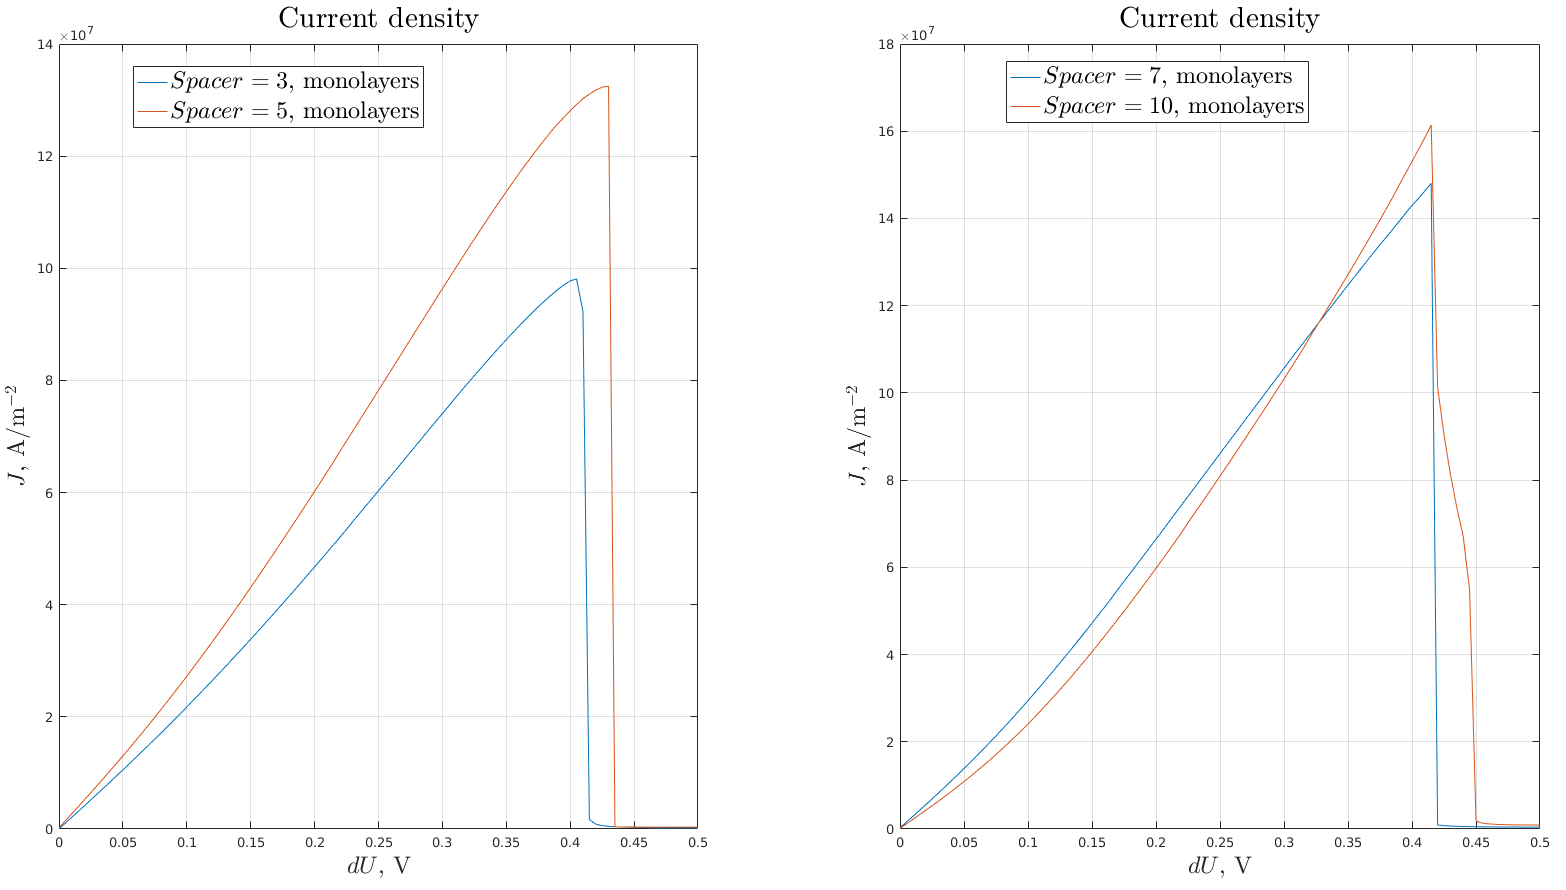 Current density
×10⁷
14
12
10
8
6
4
2
0
J, A/m⁻²
Spacer = 3, monolayers
Spacer = 5, monolayers
0 0.05 0.1 0.15 0.2 0.25 0.3 0.35 0.4 0.45 0.5
dU, V
Current density
×10⁷
18
16
14
12
10
8
6
4
2
0
J, A/m⁻²
Spacer = 7, monolayers
Spacer = 10, monolayers
0 0.05 0.1 0.15 0.2 0.25 0.3 0.35 0.4 0.45 0.5
dU, V